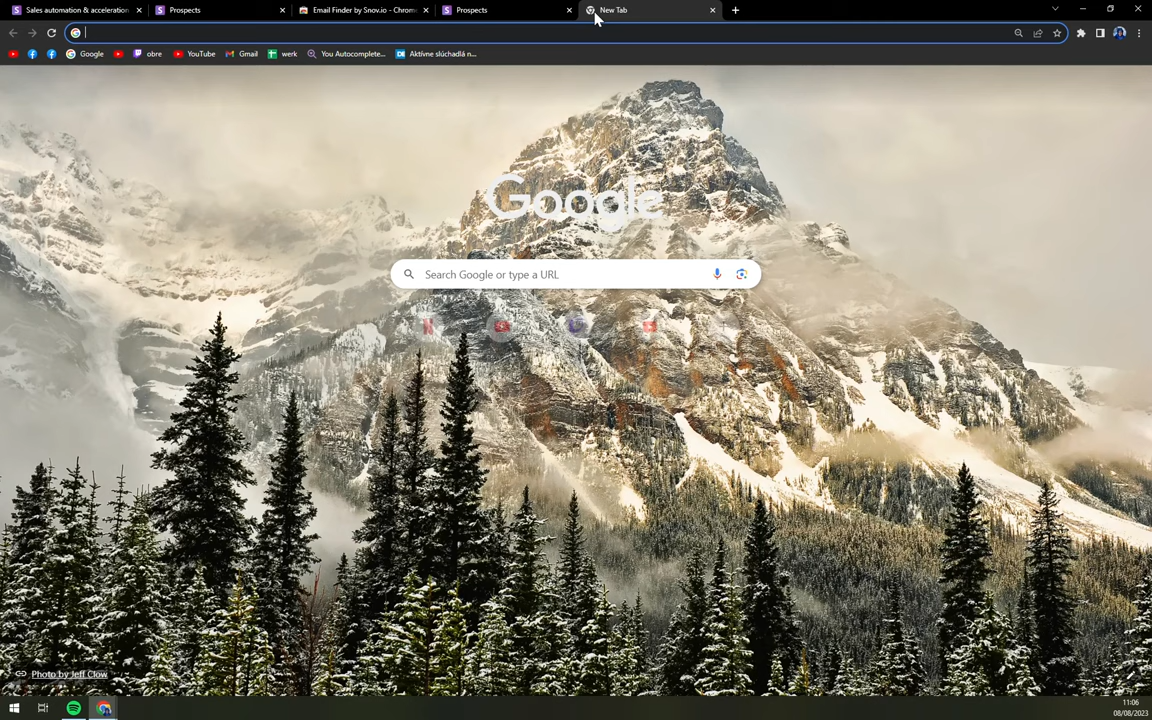 Sales automation & acceleration
Prospects
Email Finder by Snov.io - Chrom
Prospects
New Tab
Google
obre
YouTube
Gmail
werk
You Autocomplete...
Aktívne slúchadlá n...
Google
Search Google or type a URL
Photo by Jeff Clow
11:06
08/08/2023